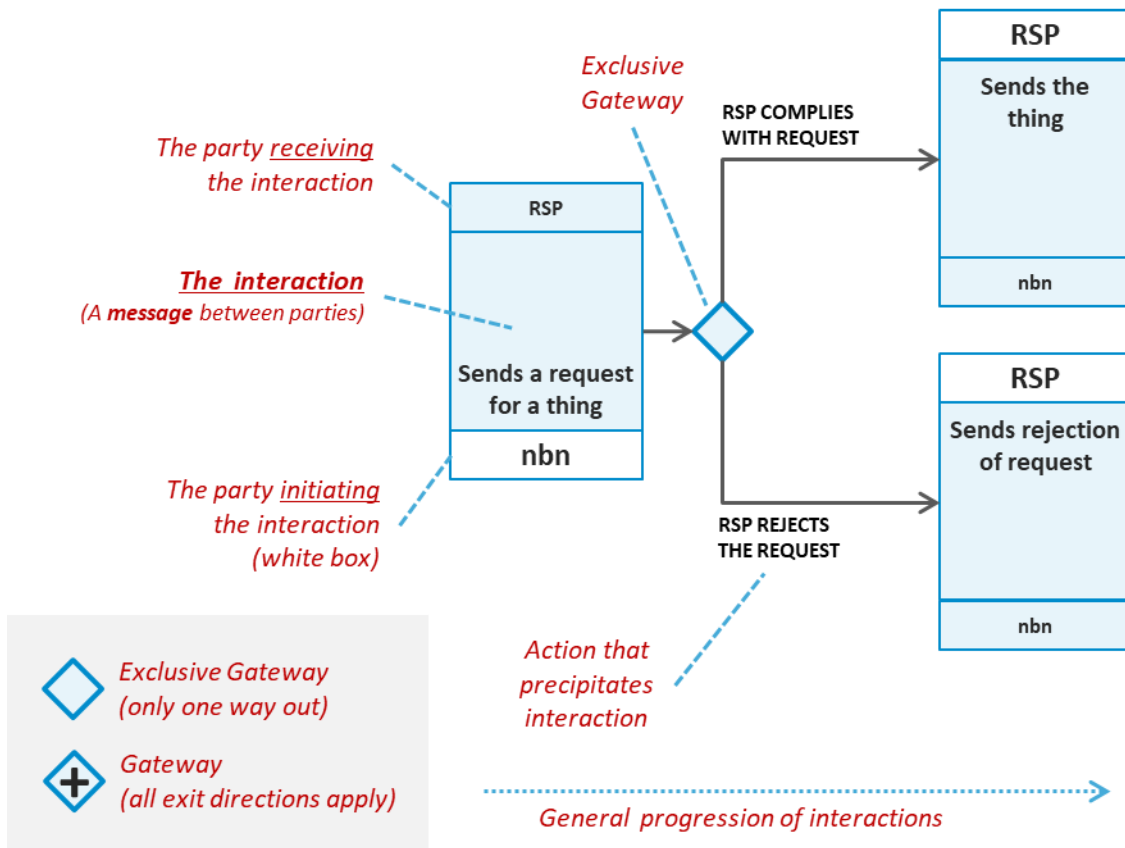 Exclusive
Gateway
The party receiving
the interaction
The interaction
(A message between parties)
The party initiating
the interaction
(white box)
RSP
Sends a request
for a thing
nbn
RSP COMPLIES
WITH REQUEST
RSP
Sends the
thing
nbn
RSP REJECTS
THE REQUEST
RSP
Sends rejection
of request
nbn
Action that
precipitates
interaction
Exclusive Gateway
(only one way out)
Gateway
(all exit directions apply)
General progression of interactions